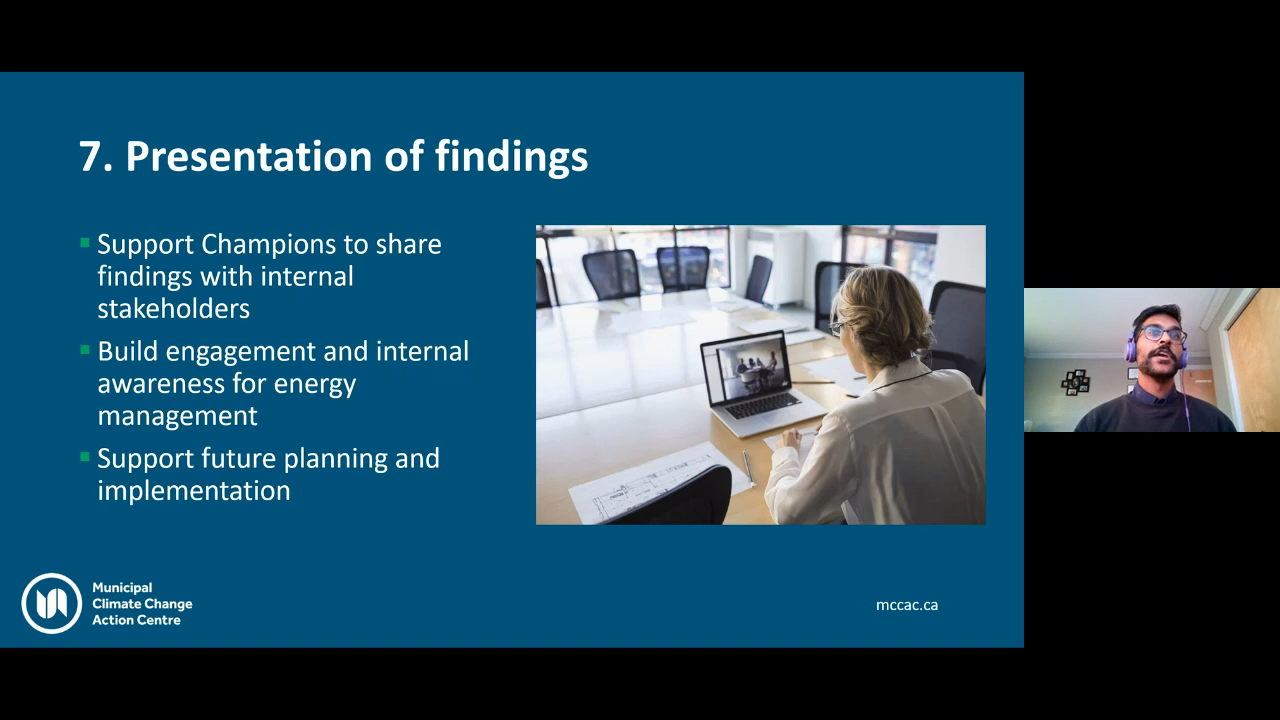 7. Presentation of findings
▪ Support Champions to share
findings with internal
stakeholders
▪ Build engagement and internal
awareness for energy
management
▪ Support future planning and
implementation
Municipal
Climate Change
Action Centre
mccac.ca